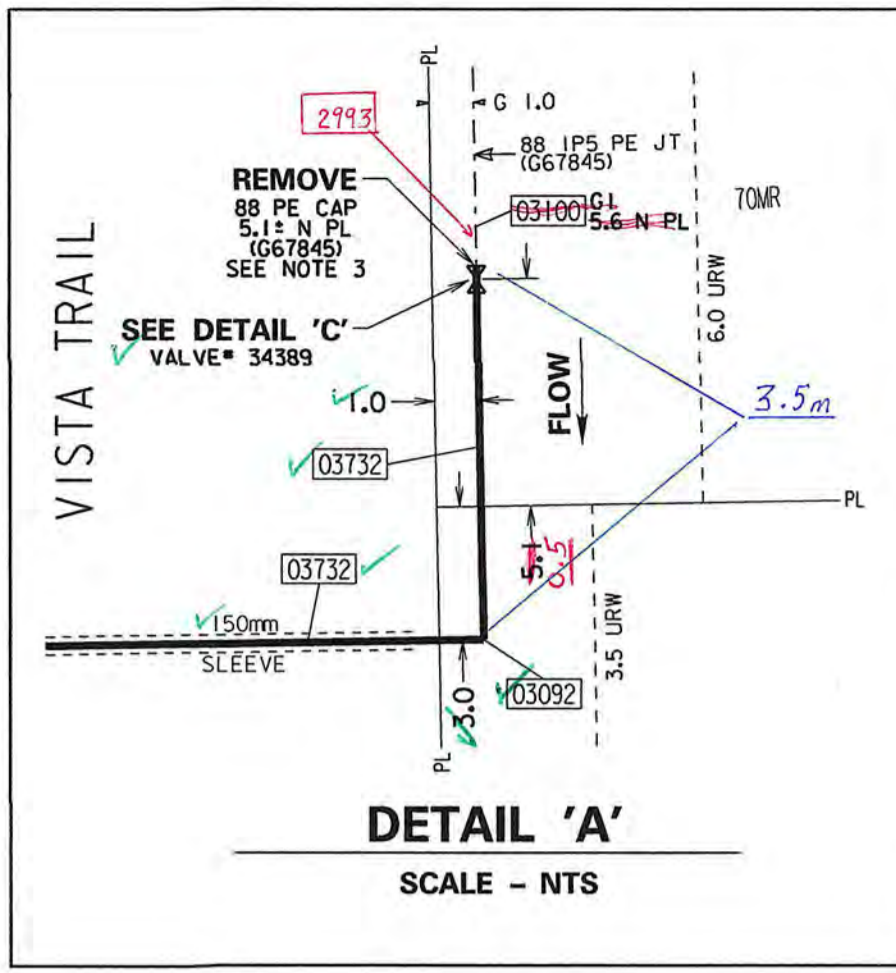 PL
G 1.0
2993
88 IP5 PE JT
(G67845)
REMOVE
88 PE CAP
5.1± N PL
(G67845)
SEE NOTE 3
03100 G1
5.6 N PL
70MR
VISTA TRAIL
SEE DETAIL 'C'
VALVE# 34389
6.0 URW
1.0
FLOW
3.5m
03732
PL
5.1
0.5
03732
150mm
SLEEVE
3.5 URW
3.0
03092
PL
DETAIL 'A'
SCALE – NTS